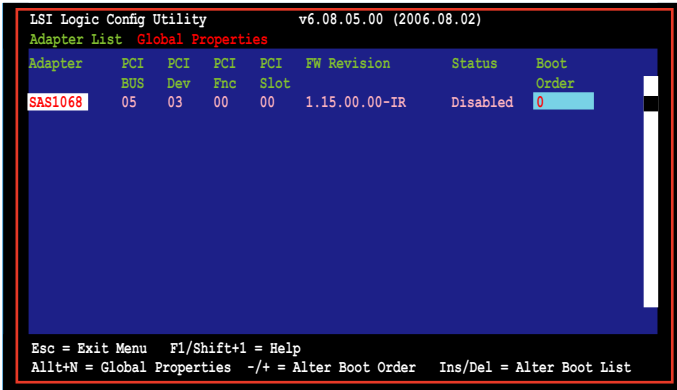 LSI Logic Config Utility v6.08.05.00 (2006.08.02)
Adapter List Global Properties
Adapter PCI PCI PCI PCI FW Revision Status Boot
BUS Dev Fnc Slot Order
SAS1068 05 03 00 00 1.15.00.00-IR Disabled 0
Esc = Exit Menu F1/Shift+1 = Help
Allt+N = Global Properties -/+ = Alter Boot Order Ins/Del = Alter Boot List